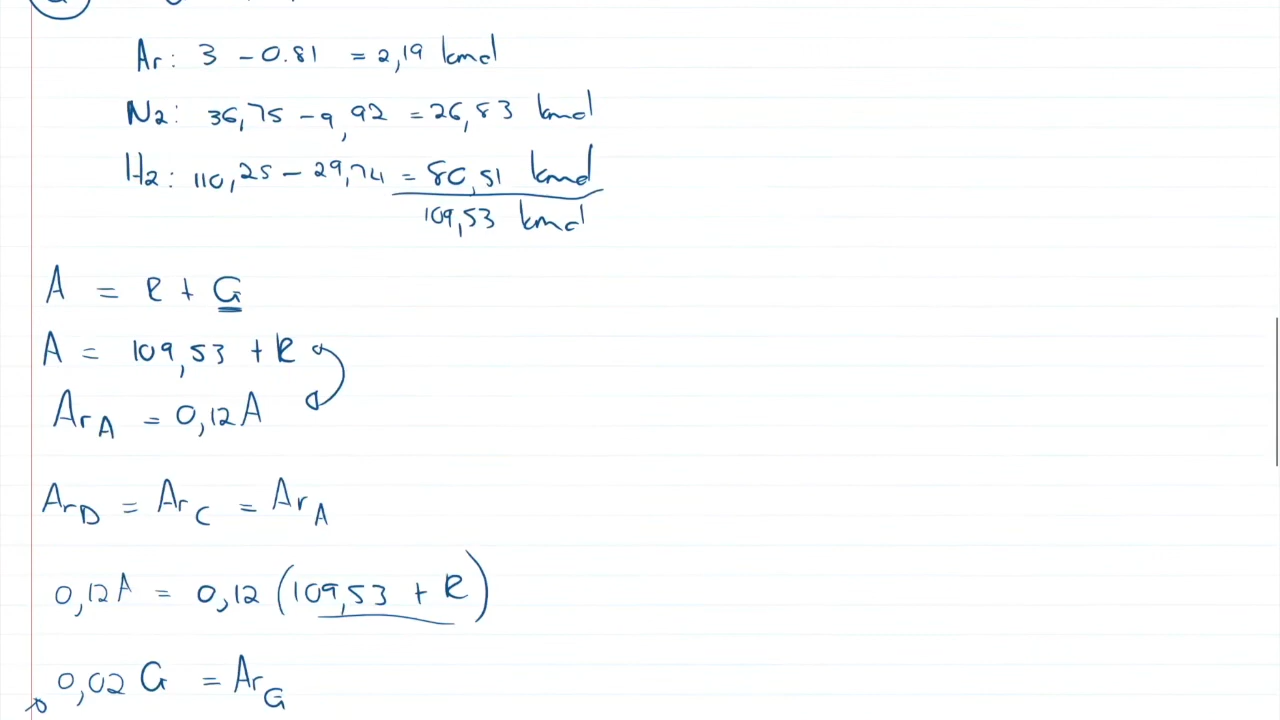 Ar: 3 - 0.81 = 2,19 kmol
N2: 36,75 - 9,92 = 26,83 kmol
H2: 110,25 - 29,74 = 80,51 kmol
109,53 kmol
A = R + G
A = 109,53 + R
ArA = 0,12A
ArD = ArC = ArA
0,12A = 0,12 (109,53 + R)
0,02 G = ArG